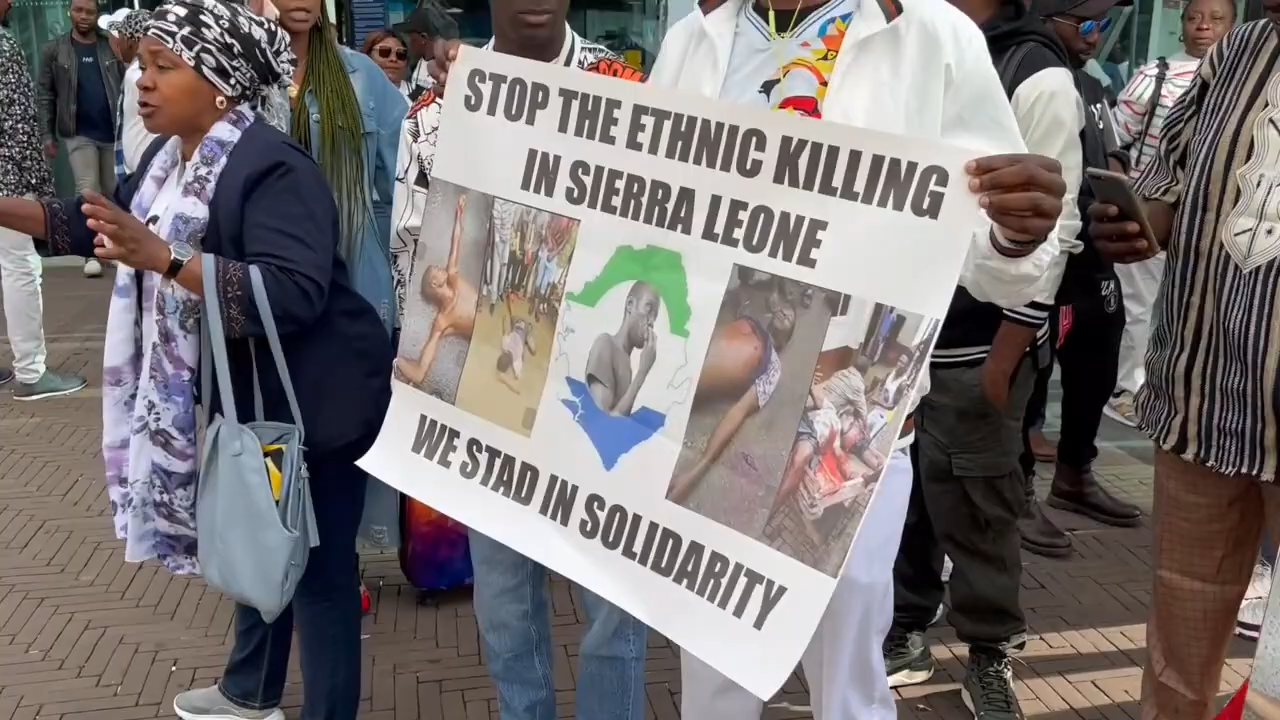 STOP THE ETHNIC KILLING
IN SIERRA LEONE
WE STAD IN SOLIDARITY